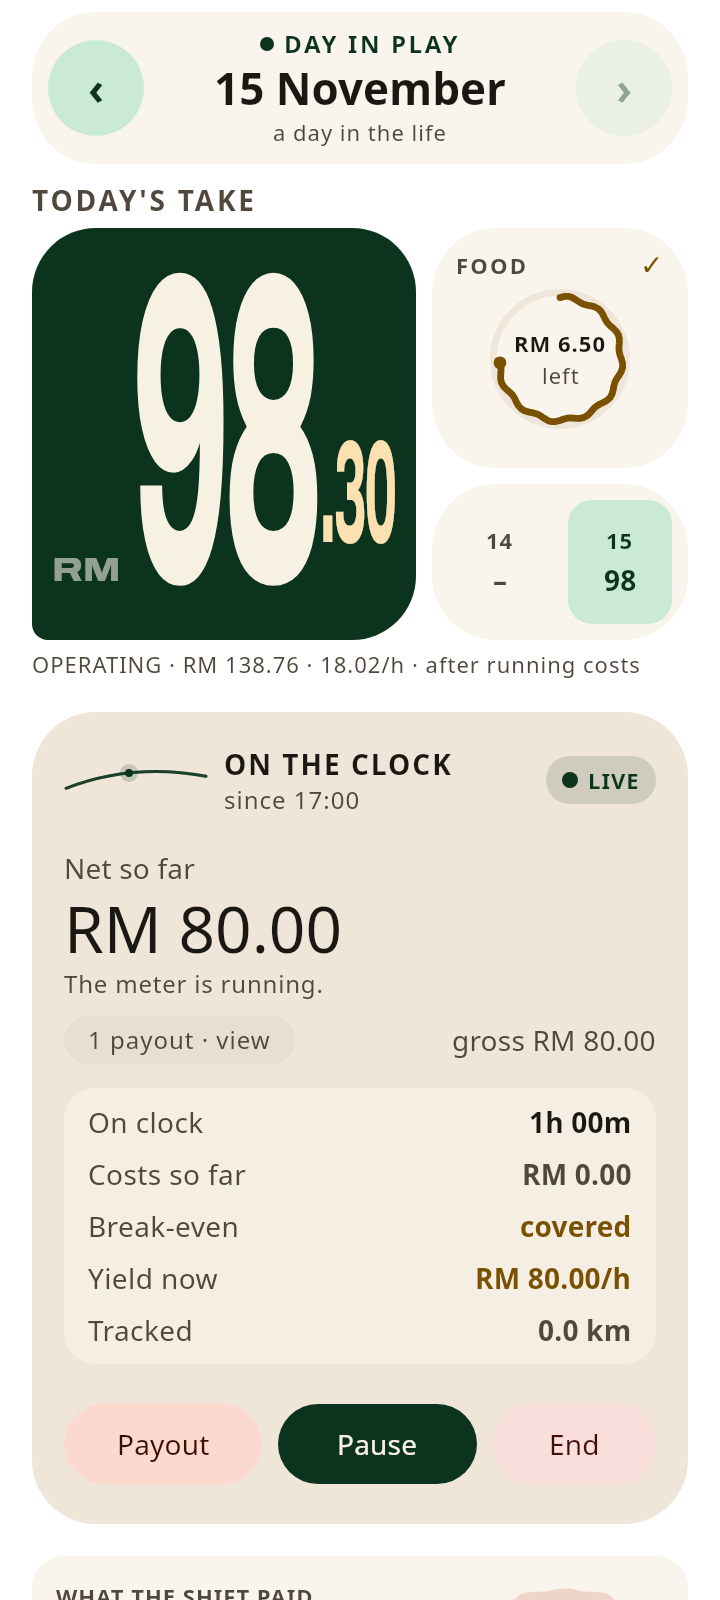 DAY IN PLAY
‹
15 November
›
a day in the life
TODAY'S TAKE
RM 98.30
FOOD ✓
RM 6.50
left
14 15
– 98
OPERATING · RM 138.76 · 18.02/h · after running costs
ON THE CLOCK
since 17:00
LIVE
Net so far
RM 80.00
The meter is running.
1 payout · view gross RM 80.00
On clock 1h 00m
Costs so far RM 0.00
Break-even covered
Yield now RM 80.00/h
Tracked 0.0 km
Payout Pause End
WHAT THE SHIFT PAID